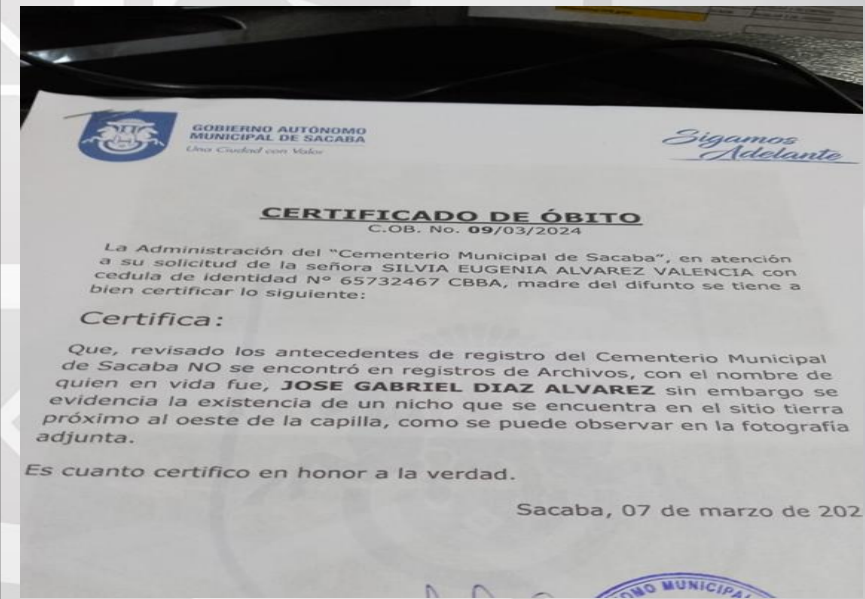 GOBIERNO AUTÓNOMO
MUNICIPAL DE SACABA
Una Ciudad con Valor
Sigamos
Adelante
CERTIFICADO DE ÓBITO
C.OB. No. 09/03/2024
La Administración del "Cementerio Municipal de Sacaba", en atención
a su solicitud de la señora SILVIA EUGENIA ALVAREZ VALENCIA con
cedula de identidad Nº 65732467 CBBA, madre del difunto se tiene a
bien certificar lo siguiente:
Certifica:
Que, revisado los antecedentes de registro del Cementerio Municipal
de Sacaba NO se encontró en registros de Archivos, con el nombre de
quien en vida fue, JOSE GABRIEL DIAZ ALVAREZ sin embargo se
evidencia la existencia de un nicho que se encuentra en el sitio tierra
próximo al oeste de la capilla, como se puede observar en la fotografía
adjunta.
Es cuanto certifico en honor a la verdad.
Sacaba, 07 de marzo de 202
MUNICIPA